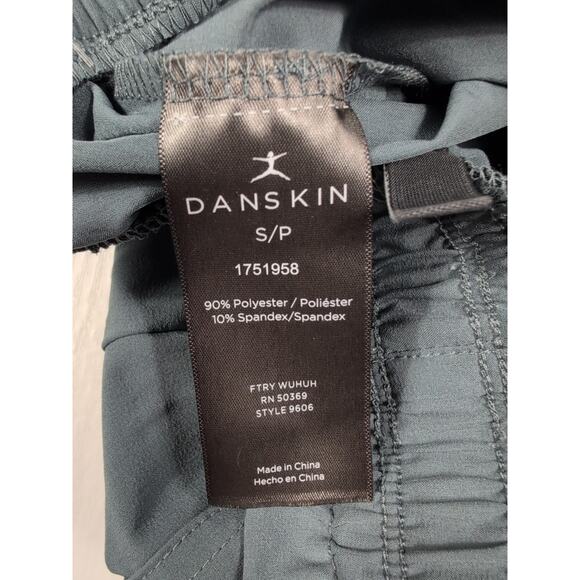 DANSKIN
S/P
1751958
90% Polyester / Poliéster
10% Spandex/Spandex
FTRY WUHUH
RN 50369
STYLE 9606
Made in China
Hecho en China